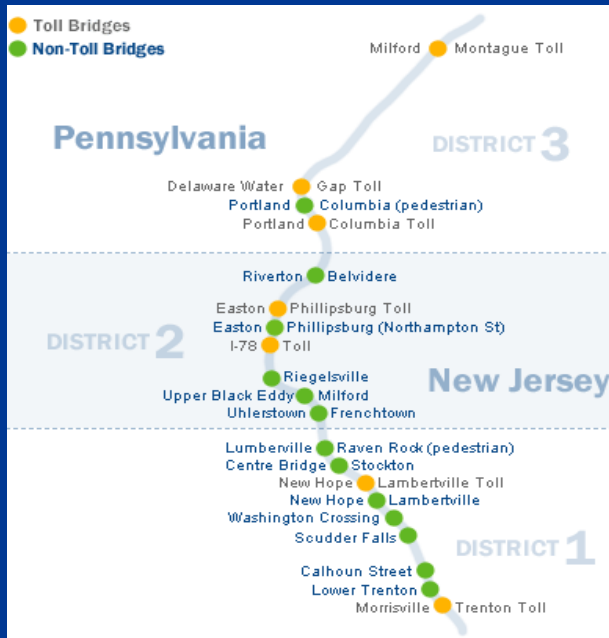 Toll Bridges
Non-Toll Bridges
Milford Montague Toll
Pennsylvania
DISTRICT 3
Delaware Water Gap Toll
Portland Columbia (pedestrian)
Portland Columbia Toll
Riverton Belvidere
Easton Phillipsburg Toll
Easton Phillipsburg (Northampton St)
DISTRICT 2
I-78 Toll
Riegelsville
New Jersey
Upper Black Eddy Milford
Uhlerstown Frenchtown
Lumberville Raven Rock (pedestrian)
Centre Bridge Stockton
New Hope Lambertville Toll
New Hope Lambertville
Washington Crossing
Scudder Falls
DISTRICT 1
Calhoun Street
Lower Trenton
Morrisville Trenton Toll